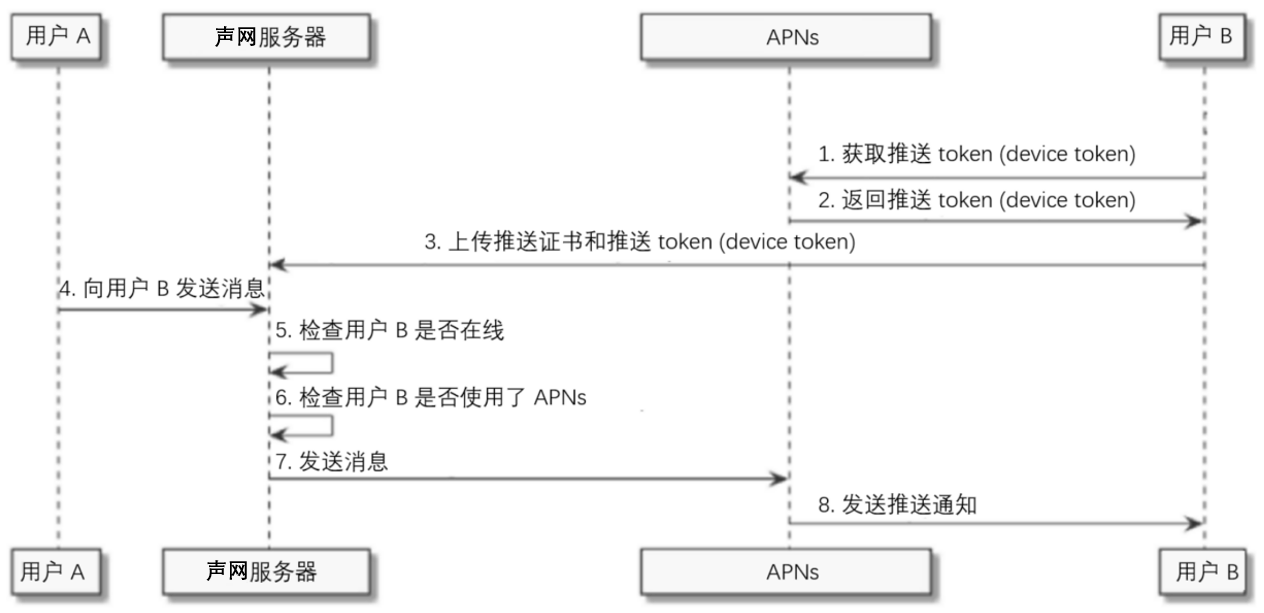 用户 A
声网服务器
APNs
用户 B
1. 获取推送 token (device token)
2. 返回推送 token (device token)
3. 上传推送证书和推送 token (device token)
4. 向用户 B 发送消息
5. 检查用户 B 是否在线
6. 检查用户 B 是否使用了 APNs
7. 发送消息
8. 发送推送通知
用户 A
声网服务器
APNs
用户 B